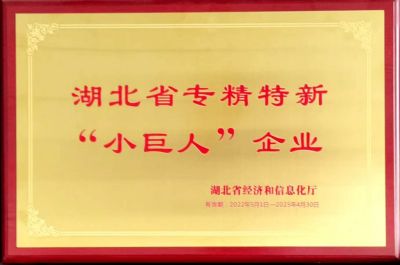 湖北省专精特新
“小巨人”企业
湖北省经济和信息化厅
有效期：2022年5月1日—2025年4月30日